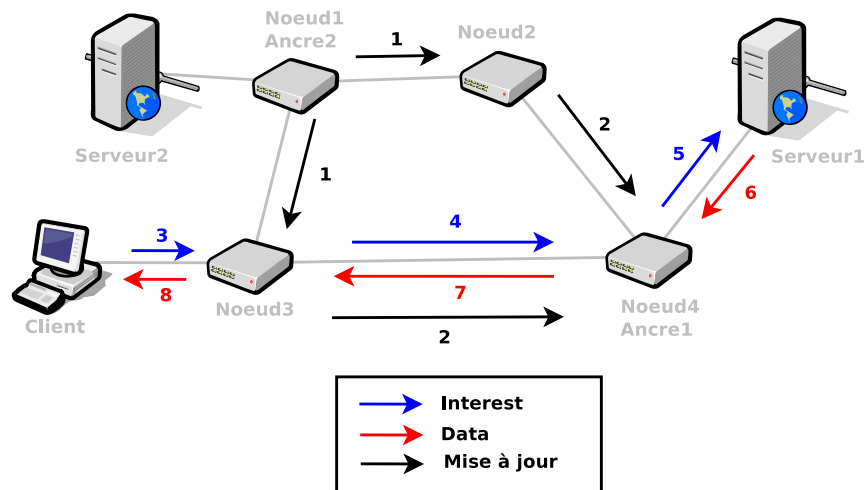 Noeud1
Ancre2
1
Noeud2
Serveur2
2
5
Serveur1
1
6
3
4
8
7
Client
Noeud3
2
Noeud4
Ancre1
Interest
Data
Mise à jour